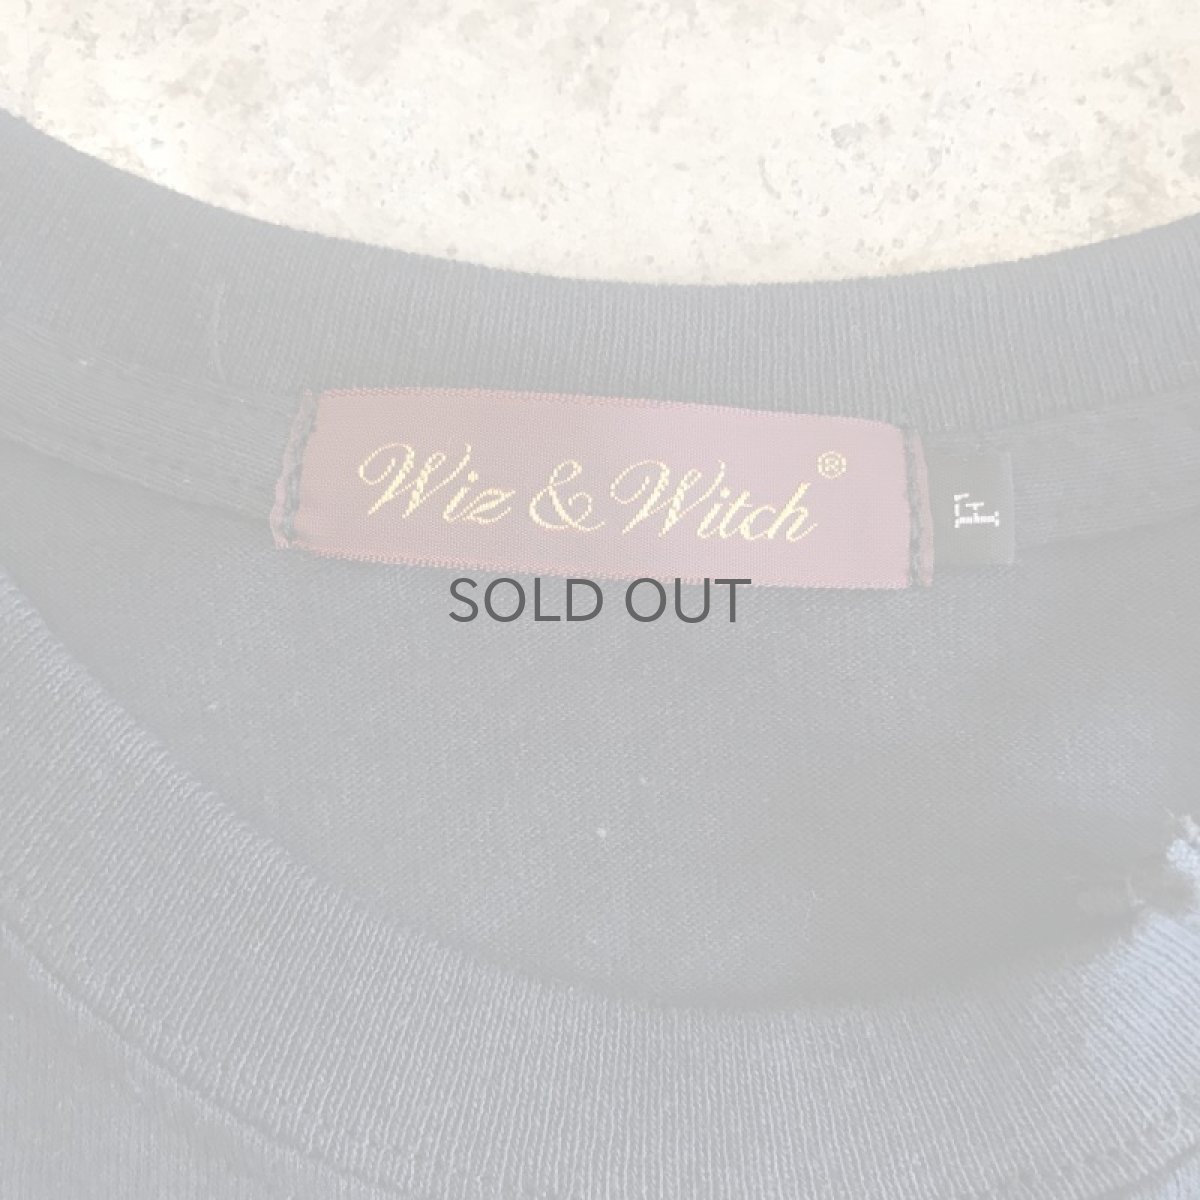 Wiz & Witch ®
F
SOLD OUT